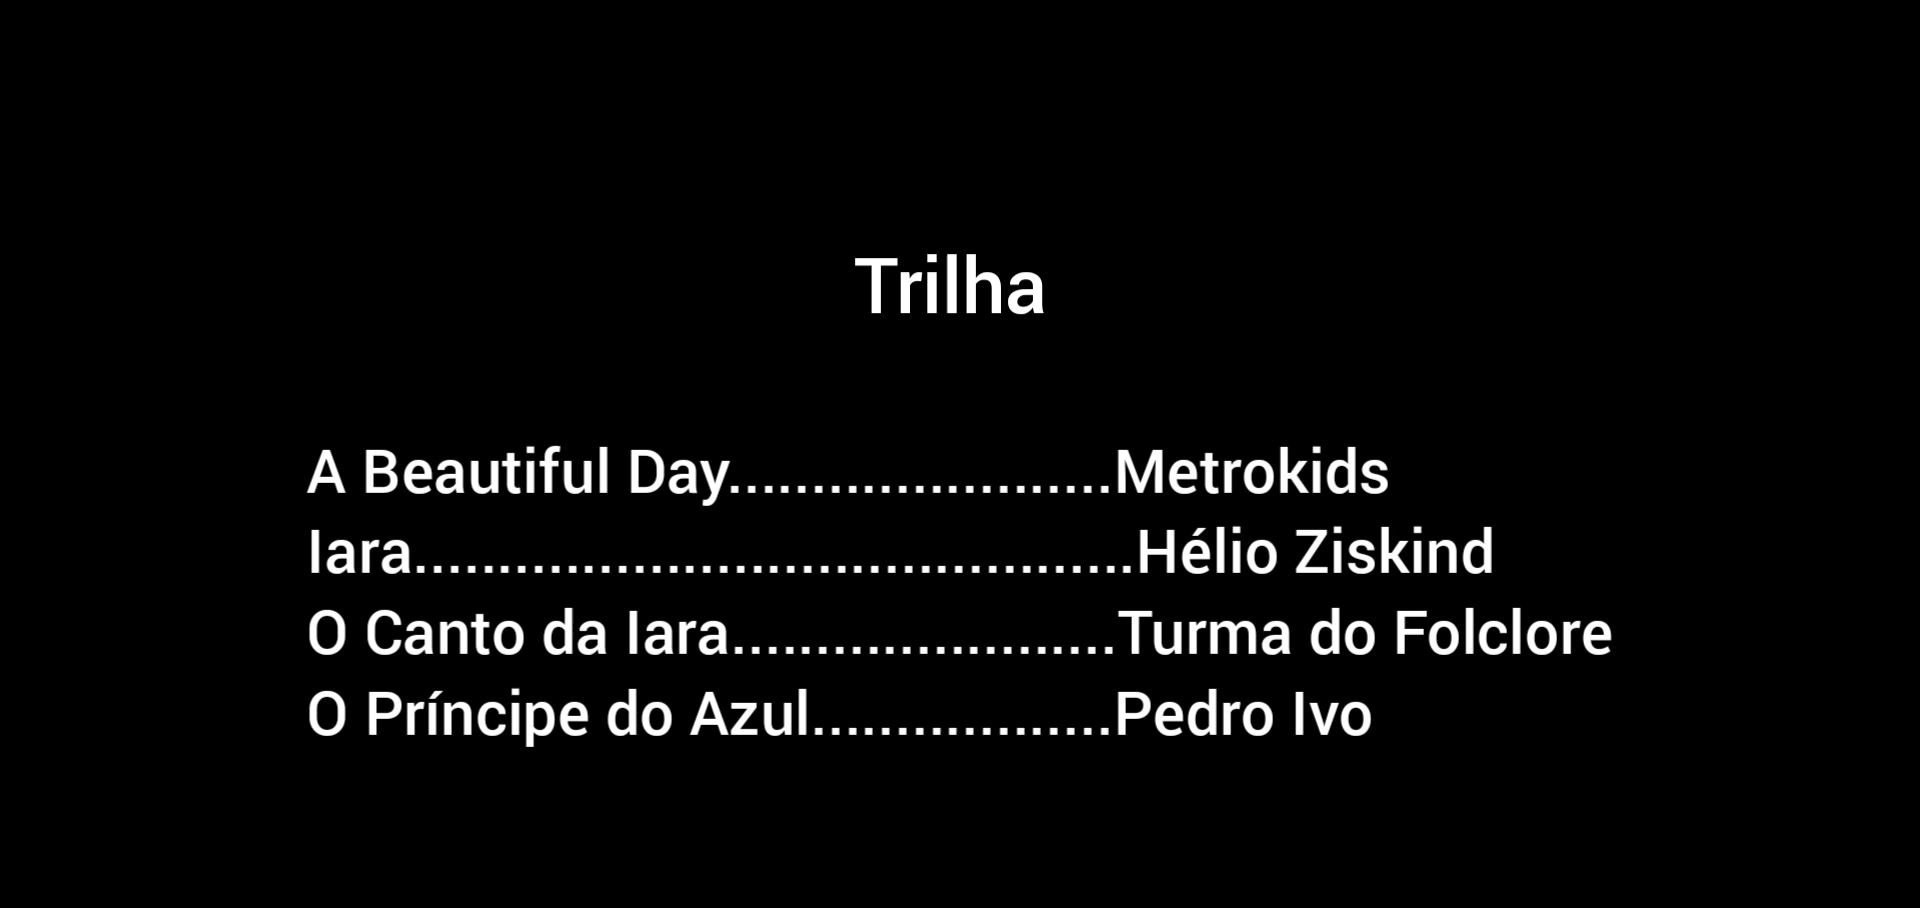 Trilha
A Beautiful Day.......................Metrokids
Iara...........................................Hélio Ziskind
O Canto da Iara.......................Turma do Folclore
O Príncipe do Azul..................Pedro Ivo